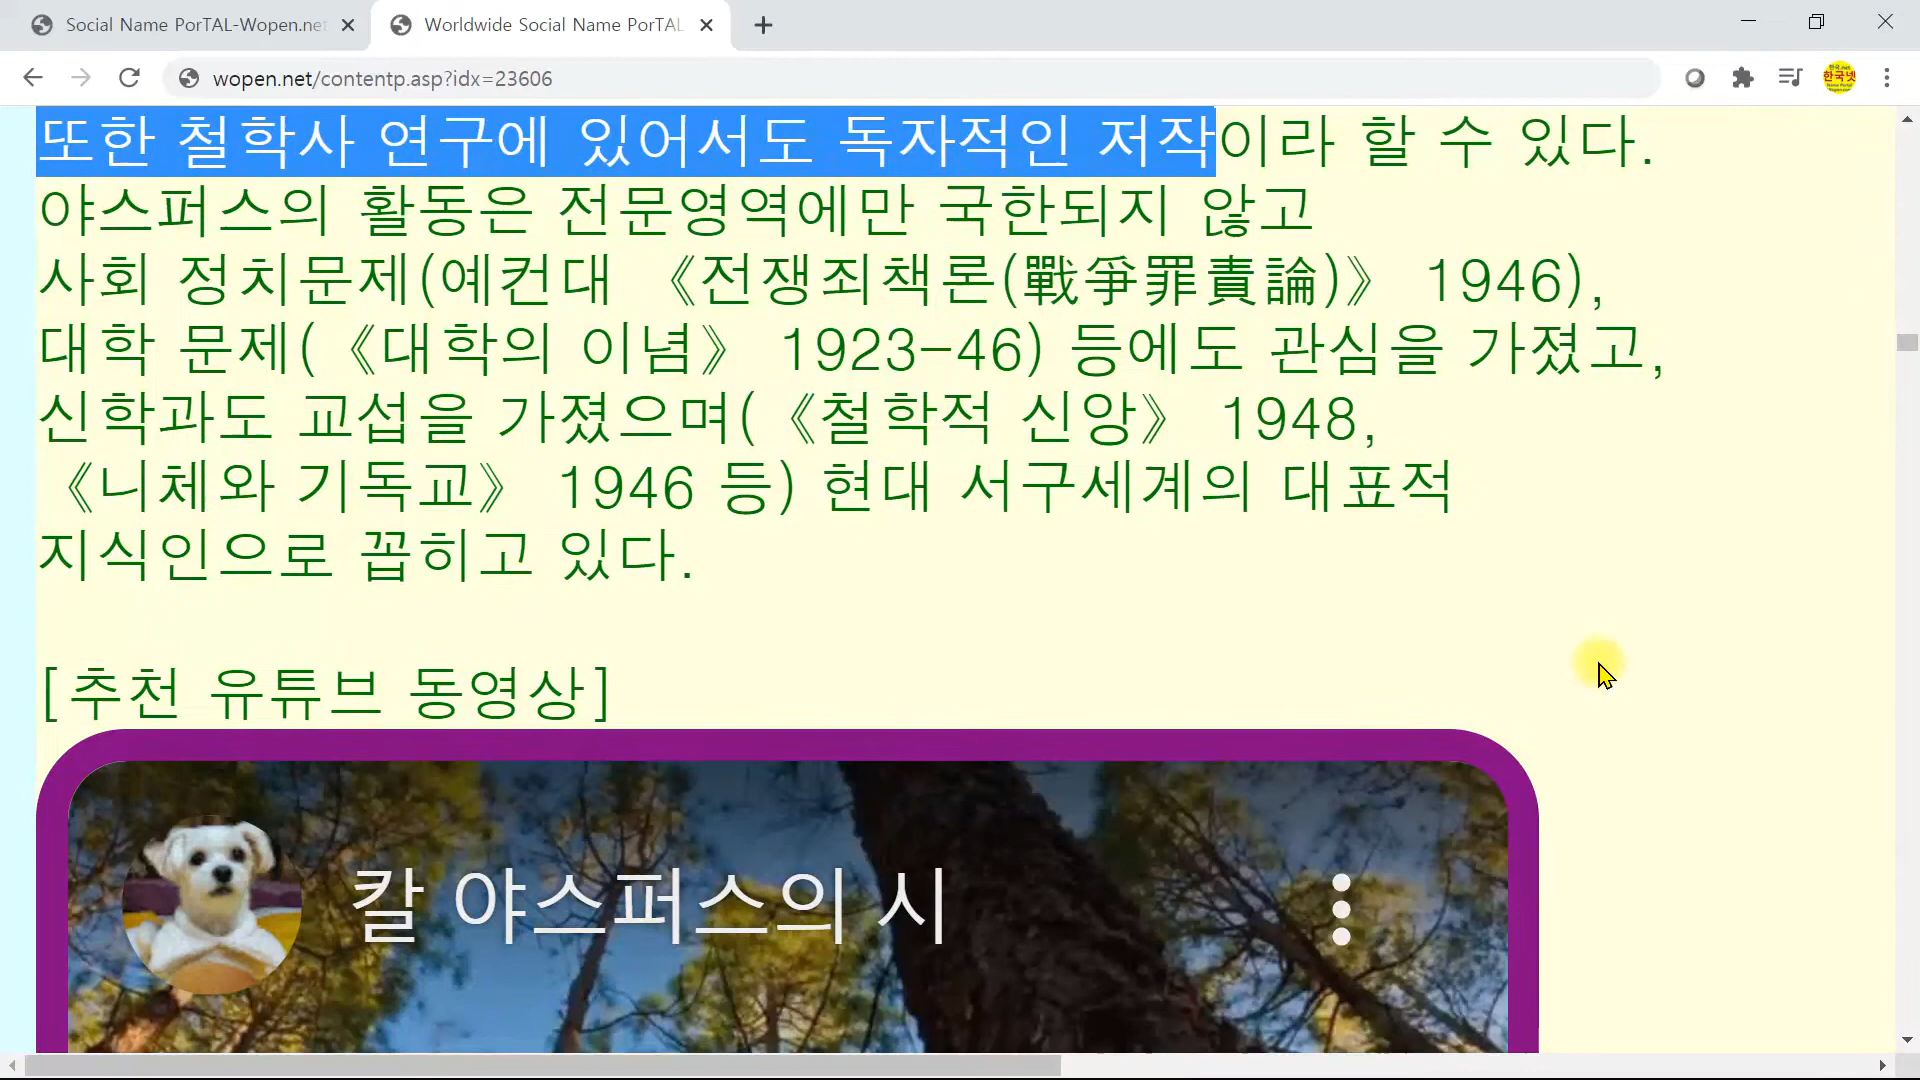 Social Name PorTAL-Wopen.net
Worldwide Social Name PorTAL
wopen.net/contentp.asp?idx=23606
한국넷
또한 철학사 연구에 있어서도 독자적인 저작이라 할 수 있다.
야스퍼스의 활동은 전문영역에만 국한되지 않고
사회 정치문제(예컨대 《전쟁죄책론(戰爭罪責論)》 1946),
대학 문제(《대학의 이념》 1923-46) 등에도 관심을 가졌고,
신학과도 교섭을 가졌으며(《철학적 신앙》 1948,
《니체와 기독교》 1946 등) 현대 서구세계의 대표적
지식인으로 꼽히고 있다.
[추천 유튜브 동영상]
칼 야스퍼스의 시